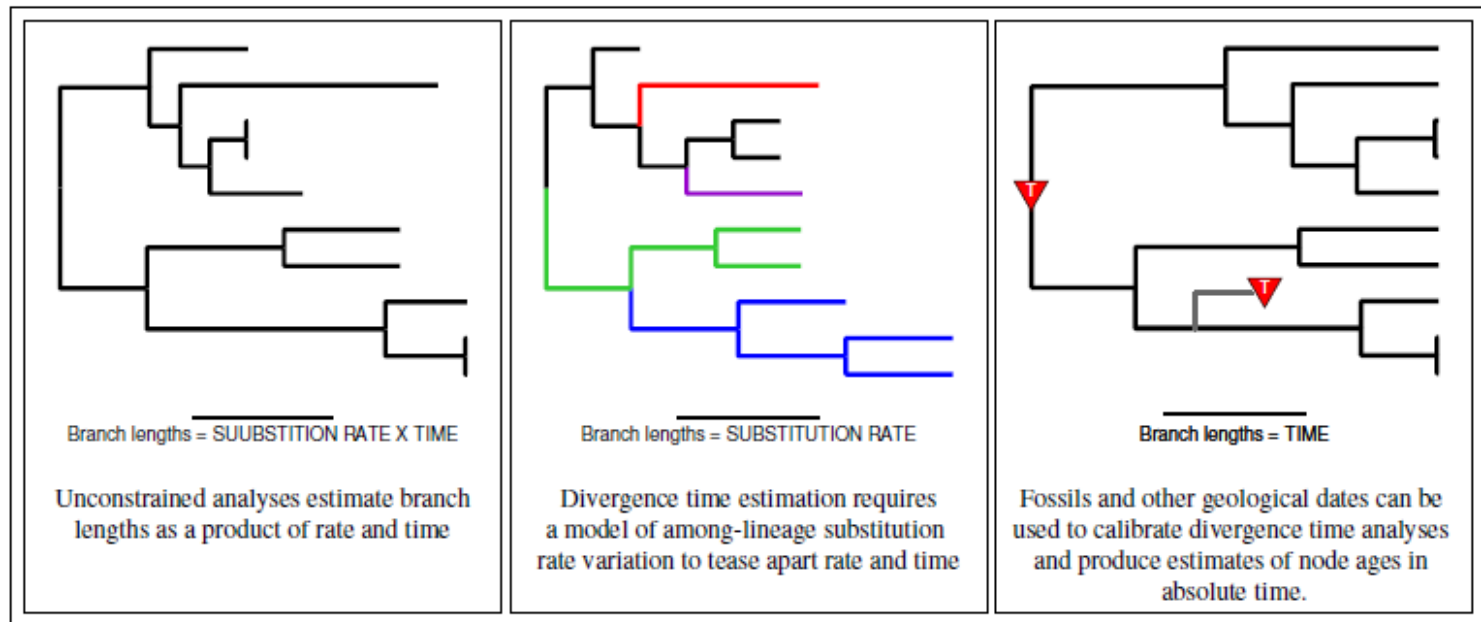 T
T
Branch lengths = SUUBSTITION RATE X TIME
Branch lengths = SUBSTITUTION RATE
Branch lengths = TIME
Unconstrained analyses estimate branch
lengths as a product of rate and time
Divergence time estimation requires
a model of among-lineage substitution
rate variation to tease apart rate and time
Fossils and other geological dates can be
used to calibrate divergence time analyses
and produce estimates of node ages in
absolute time.